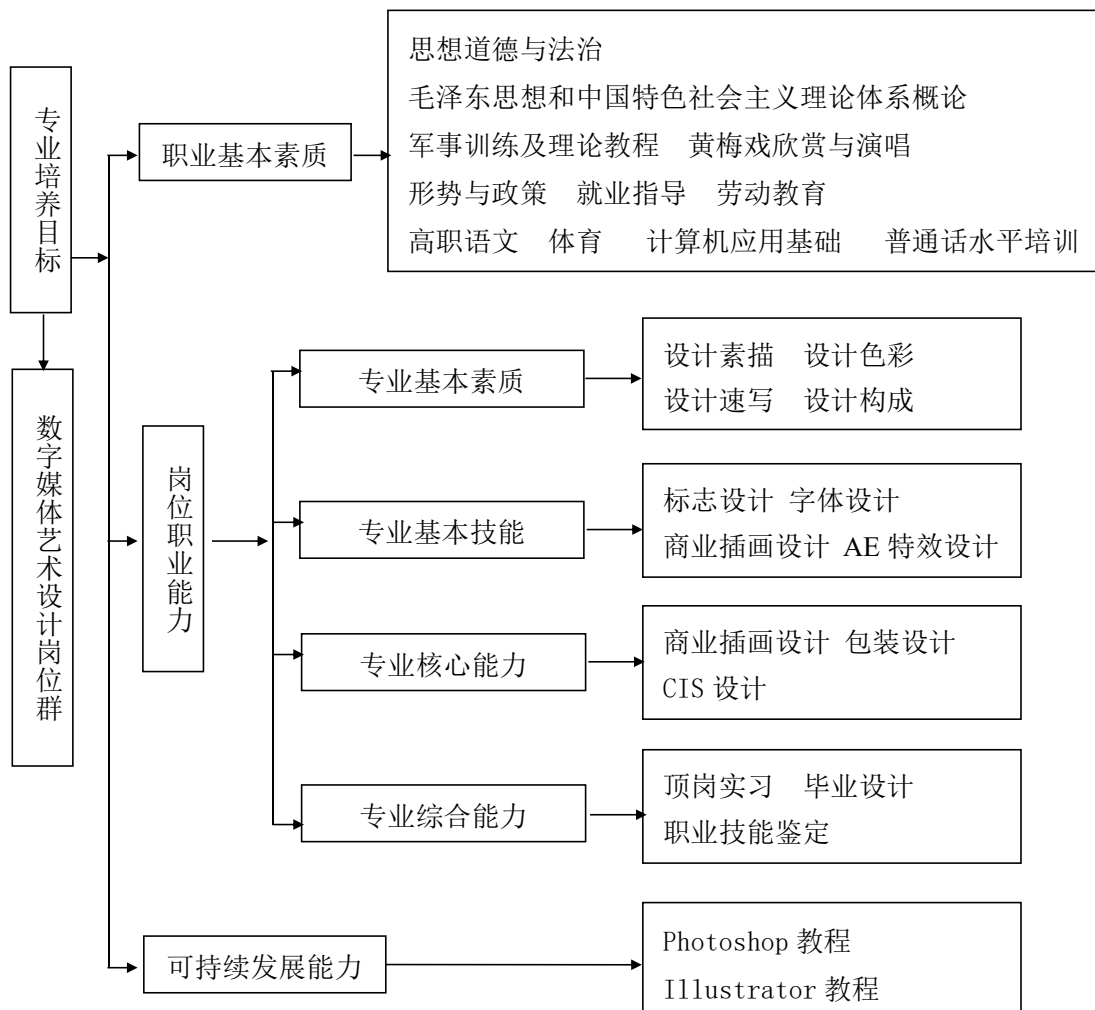 专业培养目标
数字媒体艺术设计岗位群
职业基本素质
思想道德与法治
毛泽东思想和中国特色社会主义理论体系概论
军事训练及理论教程 黄梅戏欣赏与演唱
形势与政策 就业指导 劳动教育
高职语文 体育 计算机应用基础 普通话水平培训
岗位职业能力
专业基本素质
设计素描 设计色彩
设计速写 设计构成
专业基本技能
标志设计 字体设计
商业插画设计 AE 特效设计
专业核心能力
商业插画设计 包装设计
CIS 设计
专业综合能力
顶岗实习 毕业设计
职业技能鉴定
可持续发展能力
Photoshop 教程
Illustrator 教程